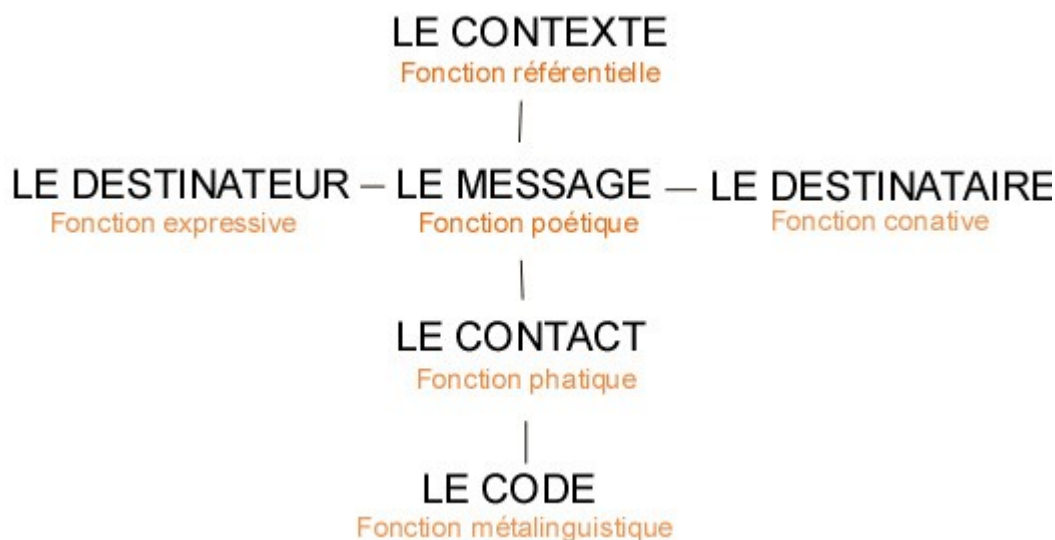 LE CONTEXTE
Fonction référentielle
LE DESTINATEUR – LE MESSAGE — LE DESTINATAIRE
Fonction expressive Fonction poétique Fonction conative
LE CONTACT
Fonction phatique
LE CODE
Fonction métalinguistique